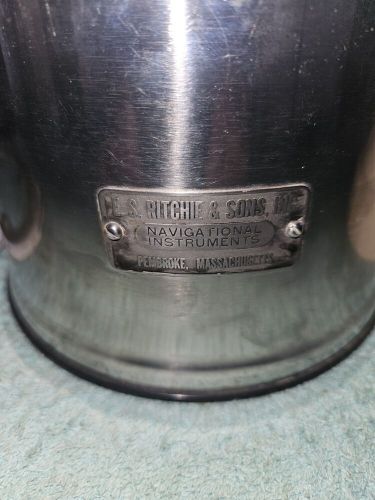 E. S. RITCHIE & SONS, INC.
NAVIGATIONAL
INSTRUMENTS
PEMBROKE, MASSACHUSETTS